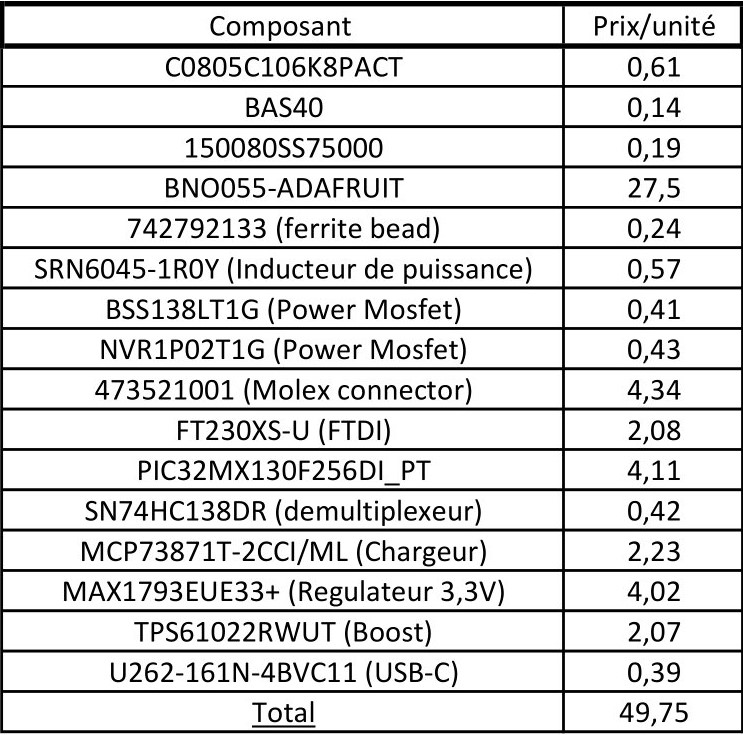 Composant Prix/unité
C0805C106K8PACT 0,61
BAS40 0,14
150080SS75000 0,19
BNO055-ADAFRUIT 27,5
742792133 (ferrite bead) 0,24
SRN6045-1R0Y (Inducteur de puissance) 0,57
BSS138LT1G (Power Mosfet) 0,41
NVR1P02T1G (Power Mosfet) 0,43
473521001 (Molex connector) 4,34
FT230XS-U (FTDI) 2,08
PIC32MX130F256DI_PT 4,11
SN74HC138DR (demultiplexeur) 0,42
MCP73871T-2CCI/ML (Chargeur) 2,23
MAX1793EUE33+ (Regulateur 3,3V) 4,02
TPS61022RWUT (Boost) 2,07
U262-161N-4BVC11 (USB-C) 0,39
Total 49,75